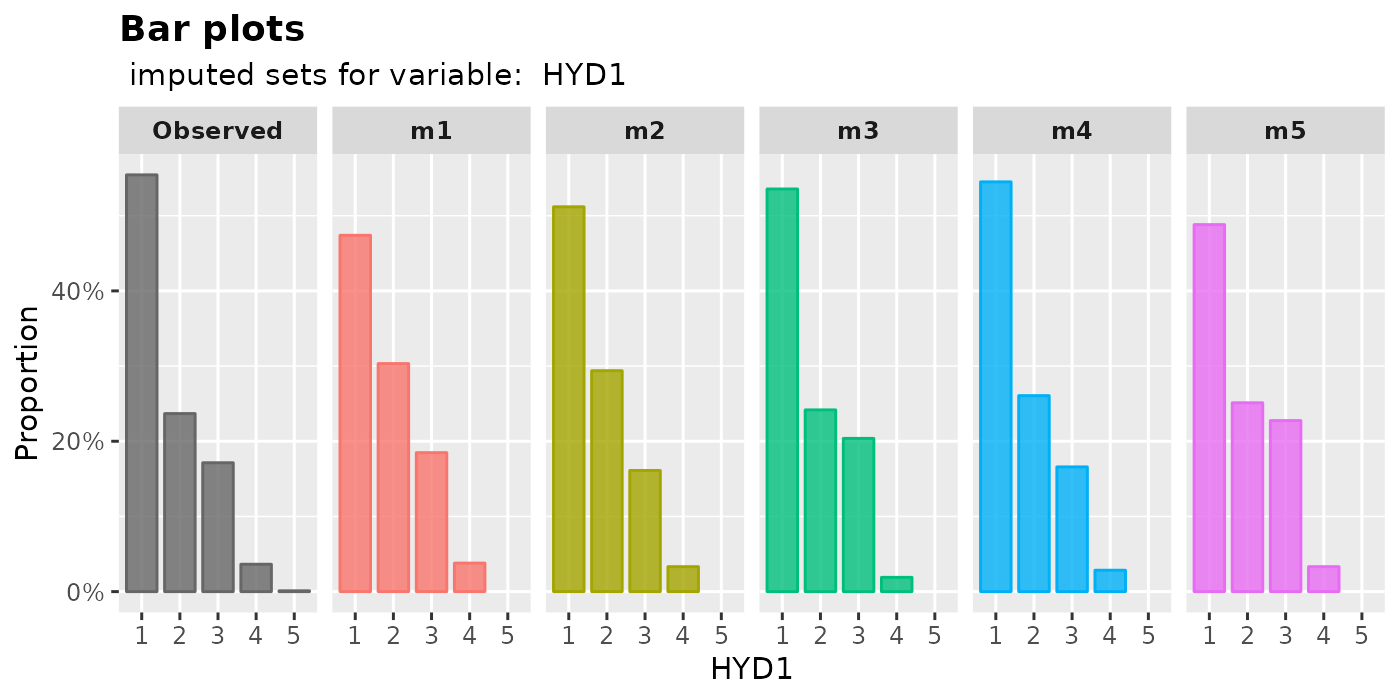 Bar plots
imputed sets for variable:  HYD1
Observed m1 m2 m3 m4 m5
Proportion
40%
20%
0%
1 2 3 4 5 1 2 3 4 5 1 2 3 4 5 1 2 3 4 5 1 2 3 4 5 1 2 3 4 5
HYD1